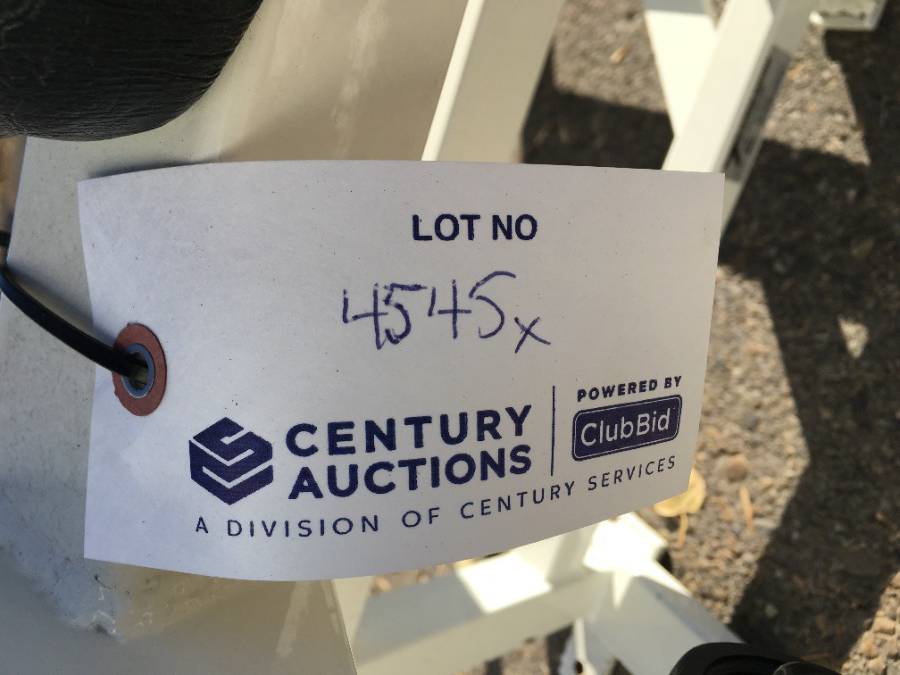 LOT NO
4545x
CENTURY
AUCTIONS
A DIVISION OF CENTURY SERVICES
POWERED BY
ClubBid